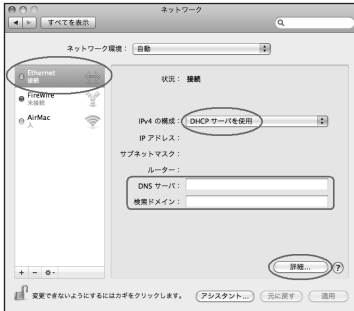 ネットワーク
すべてを表示
ネットワーク環境： 自動
Ethernet
接続
FireWire
未接続
AirMac
入
状況： 接続
IPv4 の構成： DHCP サーバを使用
IP アドレス：
サブネットマスク：
ルーター：
DNS サーバ：
検索ドメイン：
詳細... ?
変更できないようにするにはカギをクリックします。 アシスタント... 元に戻す 適用